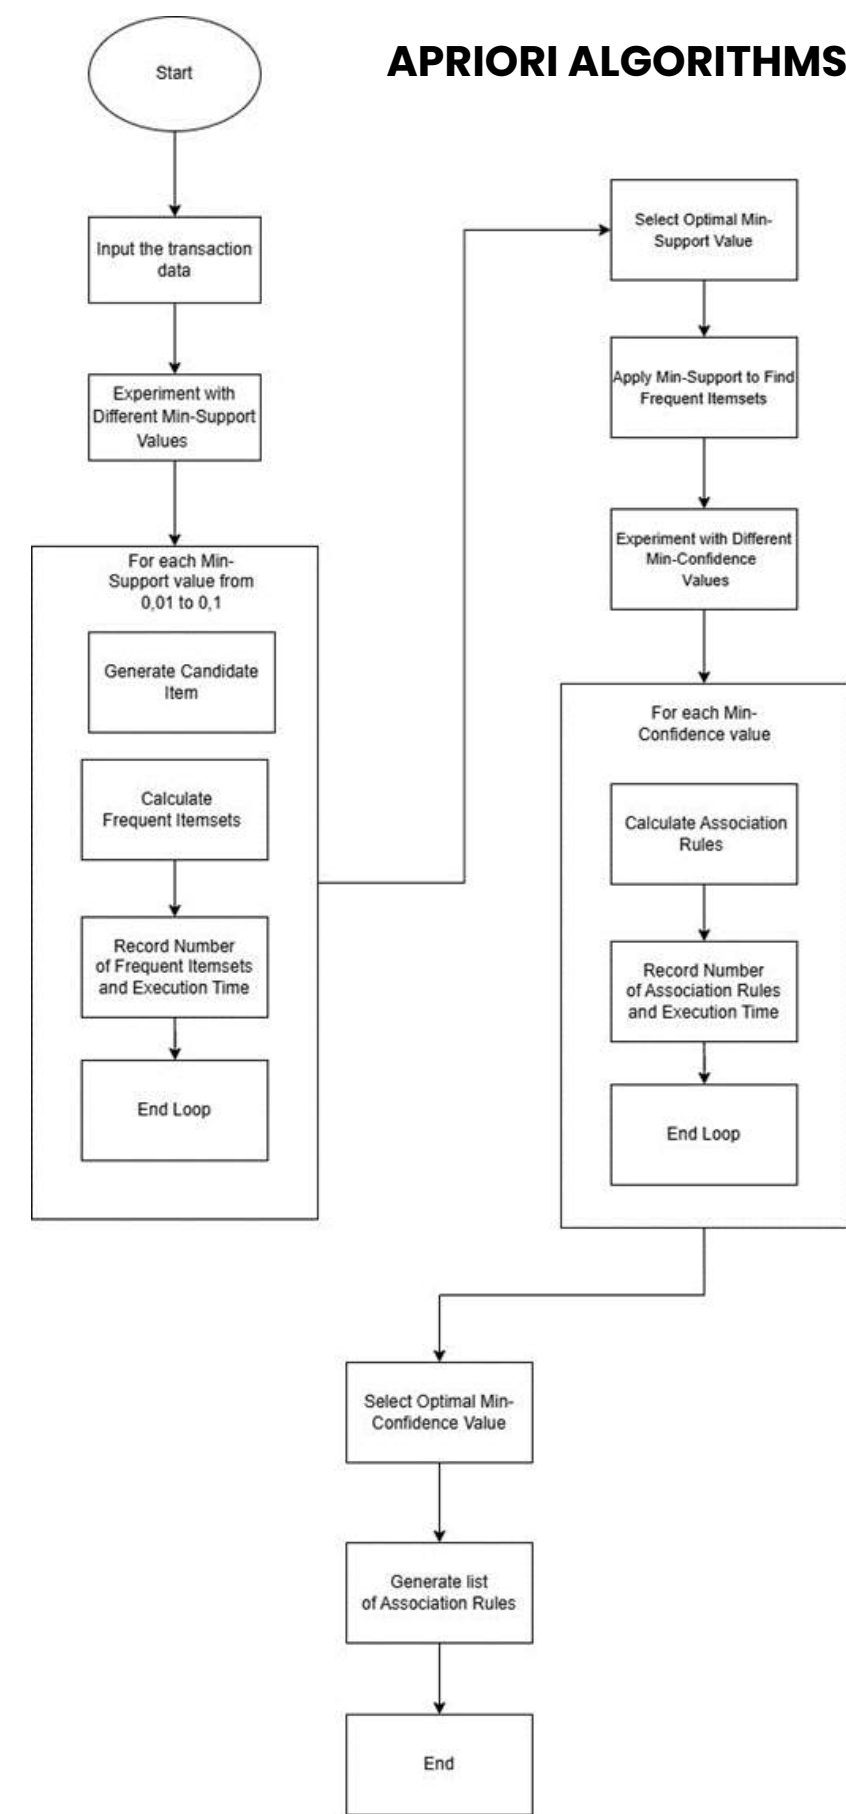 APRIORI ALGORITHMS
Start
Input the transaction
data
Experiment with
Different Min-Support
Values
For each Min-
Support value from
0,01 to 0,1
Generate Candidate
Item
Calculate
Frequent Itemsets
Record Number
of Frequent Itemsets
and Execution Time
End Loop
Select Optimal Min-
Support Value
Apply Min-Support to Find
Frequent Itemsets
Experiment with Different
Min-Confidence
Values
For each Min-
Confidence value
Calculate Association
Rules
Record Number
of Association Rules
and Execution Time
End Loop
Select Optimal Min-
Confidence Value
Generate list
of Association Rules
End